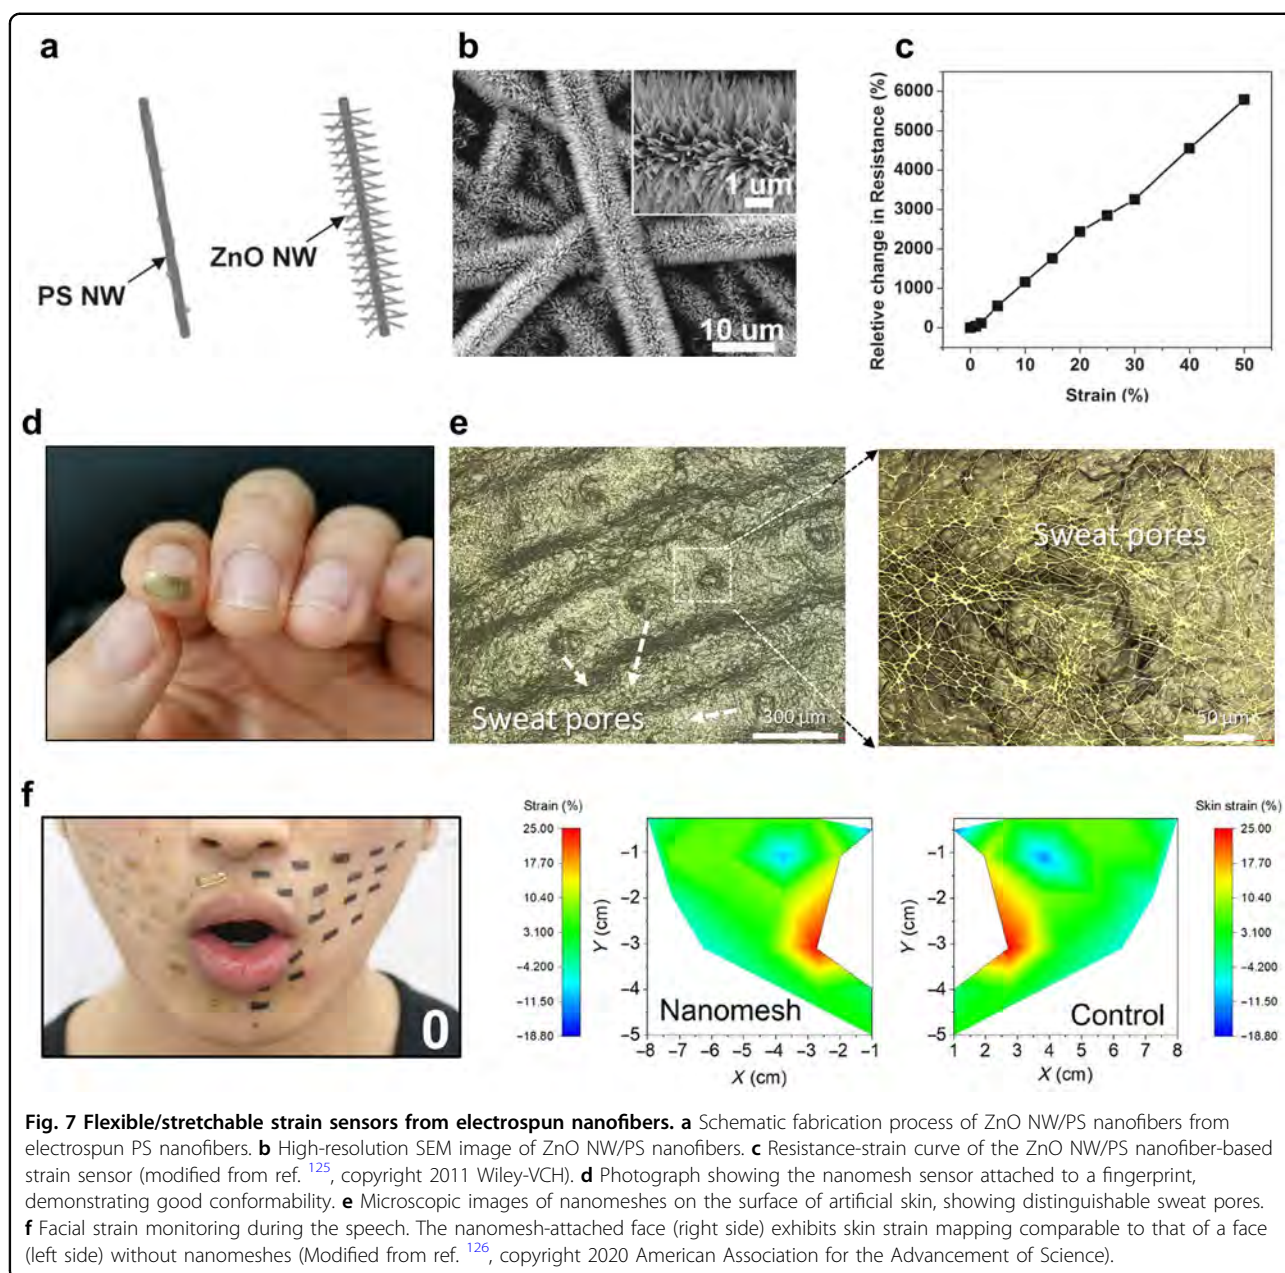 a
PS NW
ZnO NW
b
1 um
10 um
c
Reletive change in Resistance (%)
6000
5000
4000
3000
2000
1000
0
0 10 20 30 40 50
Strain (%)
d
e
Sweat pores
300 μm
Sweat pores
50 μm
f
0
Strain (%)
25.00
17.70
10.40
3.100
-4.200
-11.50
-18.80
Y (cm)
-1
-2
-3
-4
-5
Nanomesh
-8 -7 -6 -5 -4 -3 -2 -1
X (cm)
Y (cm)
-1
-2
-3
-4
-5
Control
1 2 3 4 5 6 7 8
X (cm)
Skin strain (%)
25.00
17.70
10.40
3.100
-4.200
-11.50
-18.80
Fig. 7 Flexible/stretchable strain sensors from electrospun nanofibers. a Schematic fabrication process of ZnO NW/PS nanofibers from
electrospun PS nanofibers. b High-resolution SEM image of ZnO NW/PS nanofibers. c Resistance-strain curve of the ZnO NW/PS nanofiber-based
strain sensor (modified from ref. 125, copyright 2011 Wiley-VCH). d Photograph showing the nanomesh sensor attached to a fingerprint,
demonstrating good conformability. e Microscopic images of nanomeshes on the surface of artificial skin, showing distinguishable sweat pores.
f Facial strain monitoring during the speech. The nanomesh-attached face (right side) exhibits skin strain mapping comparable to that of a face
(left side) without nanomeshes (Modified from ref. 126, copyright 2020 American Association for the Advancement of Science).